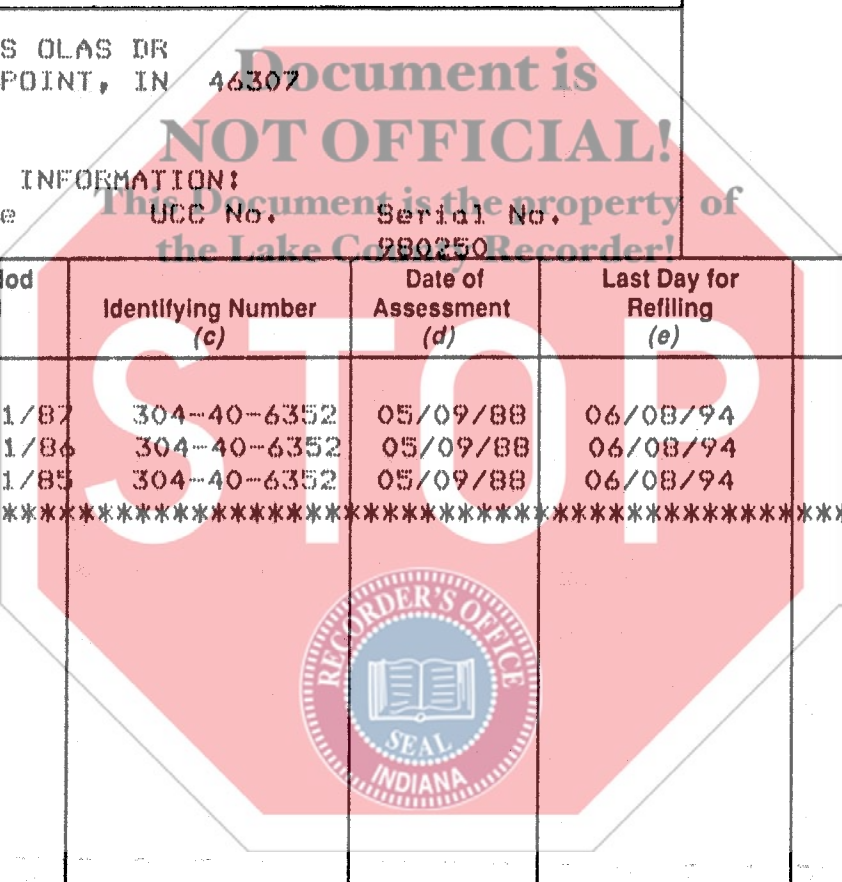 S OLAS DR
POINT, IN 46307
Document is
NOT OFFICIAL!
INFORMATION:
This Document is the property of
e UCC No. Serial No.
the Lake County Recorder!
980250
iod Identifying Number (c) Date of Assessment (d) Last Day for Refiling (e)
1/87 304-40-6352 05/09/88 06/08/94
1/86 304-40-6352 05/09/88 06/08/94
1/85 304-40-6352 05/09/88 06/08/94
************************************************************
STOP
RECORDER'S OFFICE
SEAL
INDIANA